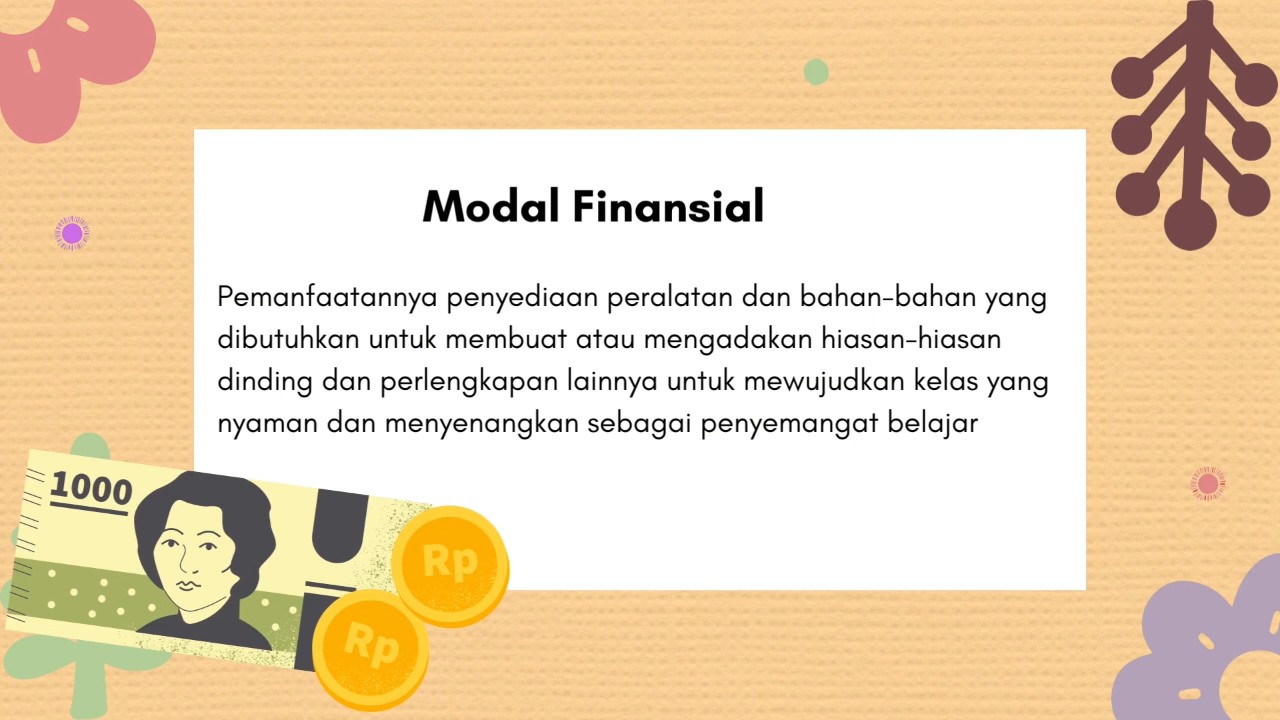 Modal Finansial
Pemanfaatannya penyediaan peralatan dan bahan-bahan yang
dibutuhkan untuk membuat atau mengadakan hiasan-hiasan
dinding dan perlengkapan lainnya untuk mewujudkan kelas yang
nyaman dan menyenangkan sebagai penyemangat belajar
1000
Rp
Rp